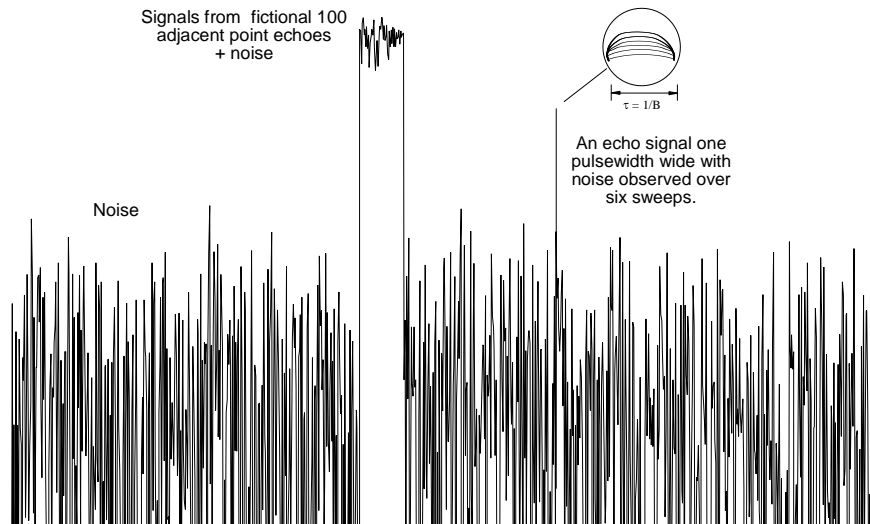 Signals from fictional 100
adjacent point echoes
+ noise
τ = 1/B
An echo signal one
pulsewidth wide with
noise observed over
six sweeps.
Noise